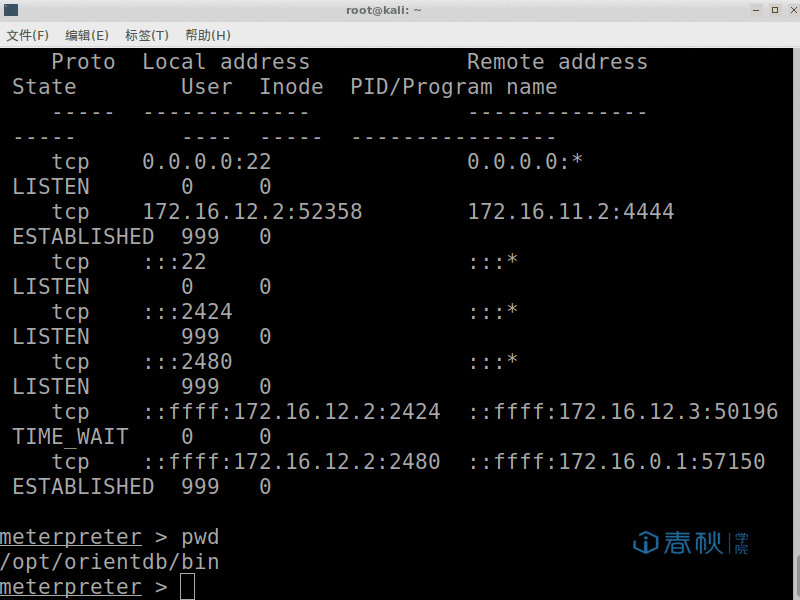 root@kali: ~
文件(F) 编辑(E) 标签(T) 帮助(H)
Proto Local address Remote address
State User Inode PID/Program name
----- ------------- --------------
----- ---- ----- ----------------
tcp 0.0.0.0:22 0.0.0.0:*
LISTEN 0 0
tcp 172.16.12.2:52358 172.16.11.2:4444
ESTABLISHED 999 0
tcp :::22 :::*
LISTEN 0 0
tcp :::2424 :::*
LISTEN 999 0
tcp :::2480 :::*
LISTEN 999 0
tcp ::ffff:172.16.12.2:2424 ::ffff:172.16.12.3:50196
TIME_WAIT 0 0
tcp ::ffff:172.16.12.2:2480 ::ffff:172.16.0.1:57150
ESTABLISHED 999 0
meterpreter > pwd
/opt/orientdb/bin
meterpreter >
春秋学院